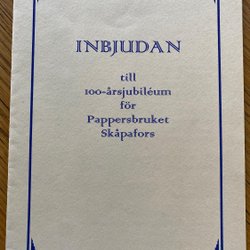 INBJUDAN
till
100-årsjubiléum
för
Pappersbruket
Skåpafors